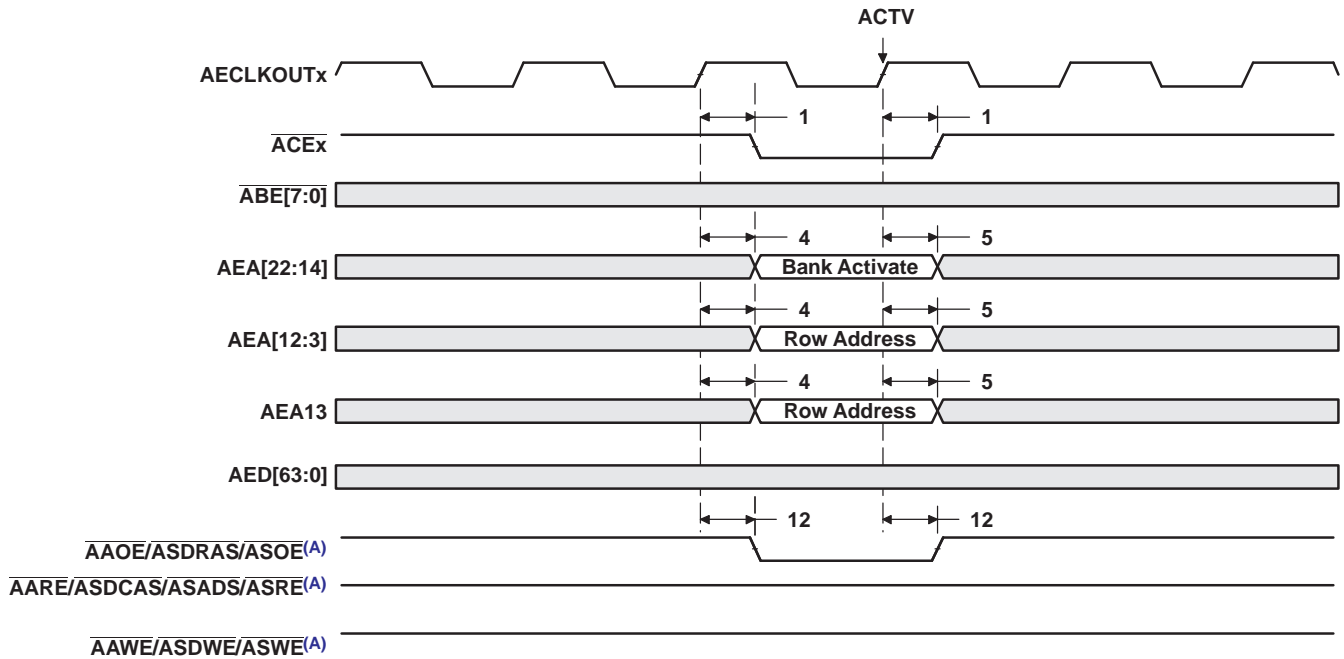 ACTV
AECLKOUTx
1 1
ACEx
ABE[7:0]
4 5
AEA[22:14] Bank Activate
4 5
AEA[12:3] Row Address
4 5
AEA13 Row Address
AED[63:0]
12 12
AAOE/ASDRAS/ASOE(A)
AARE/ASDCAS/ASADS/ASRE(A)
AAWE/ASDWE/ASWE(A)